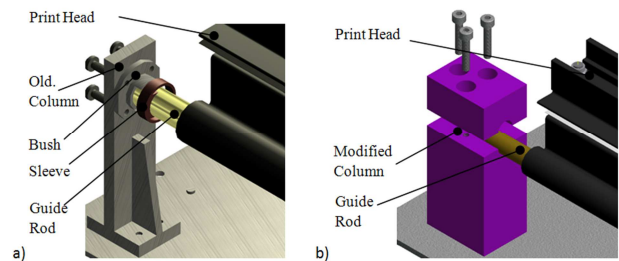 Print Head
Old.
Column
Bush
Sleeve
Guide
Rod
a)
Print Head
Modified
Column
Guide
Rod
b)